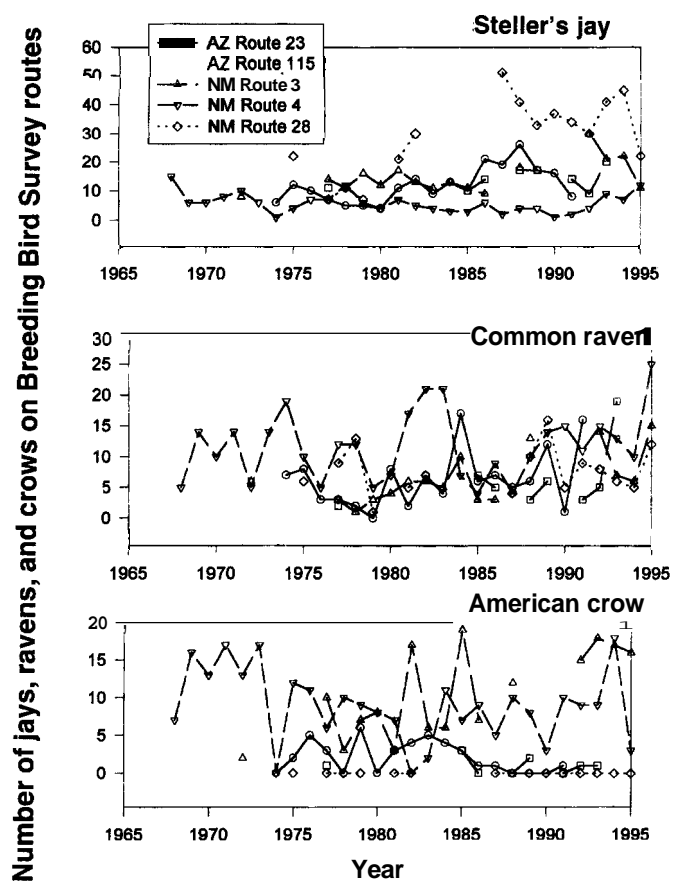 Number of jays, ravens, and crows on Breeding Bird Survey routes
Steller's jay
AZ Route 23
AZ Route 115
NM Route 3
NM Route 4
NM Route 28
60
50
40
30
20
10
0
1965 1970 1975 1980 1985 1990 1995
Common raven
30
25
20
15
10
5
0
1965 1970 1975 1980 1985 1990 1995
American crow
20
15
10
5
0
1965 1970 1975 1980 1985 1990 1995
Year